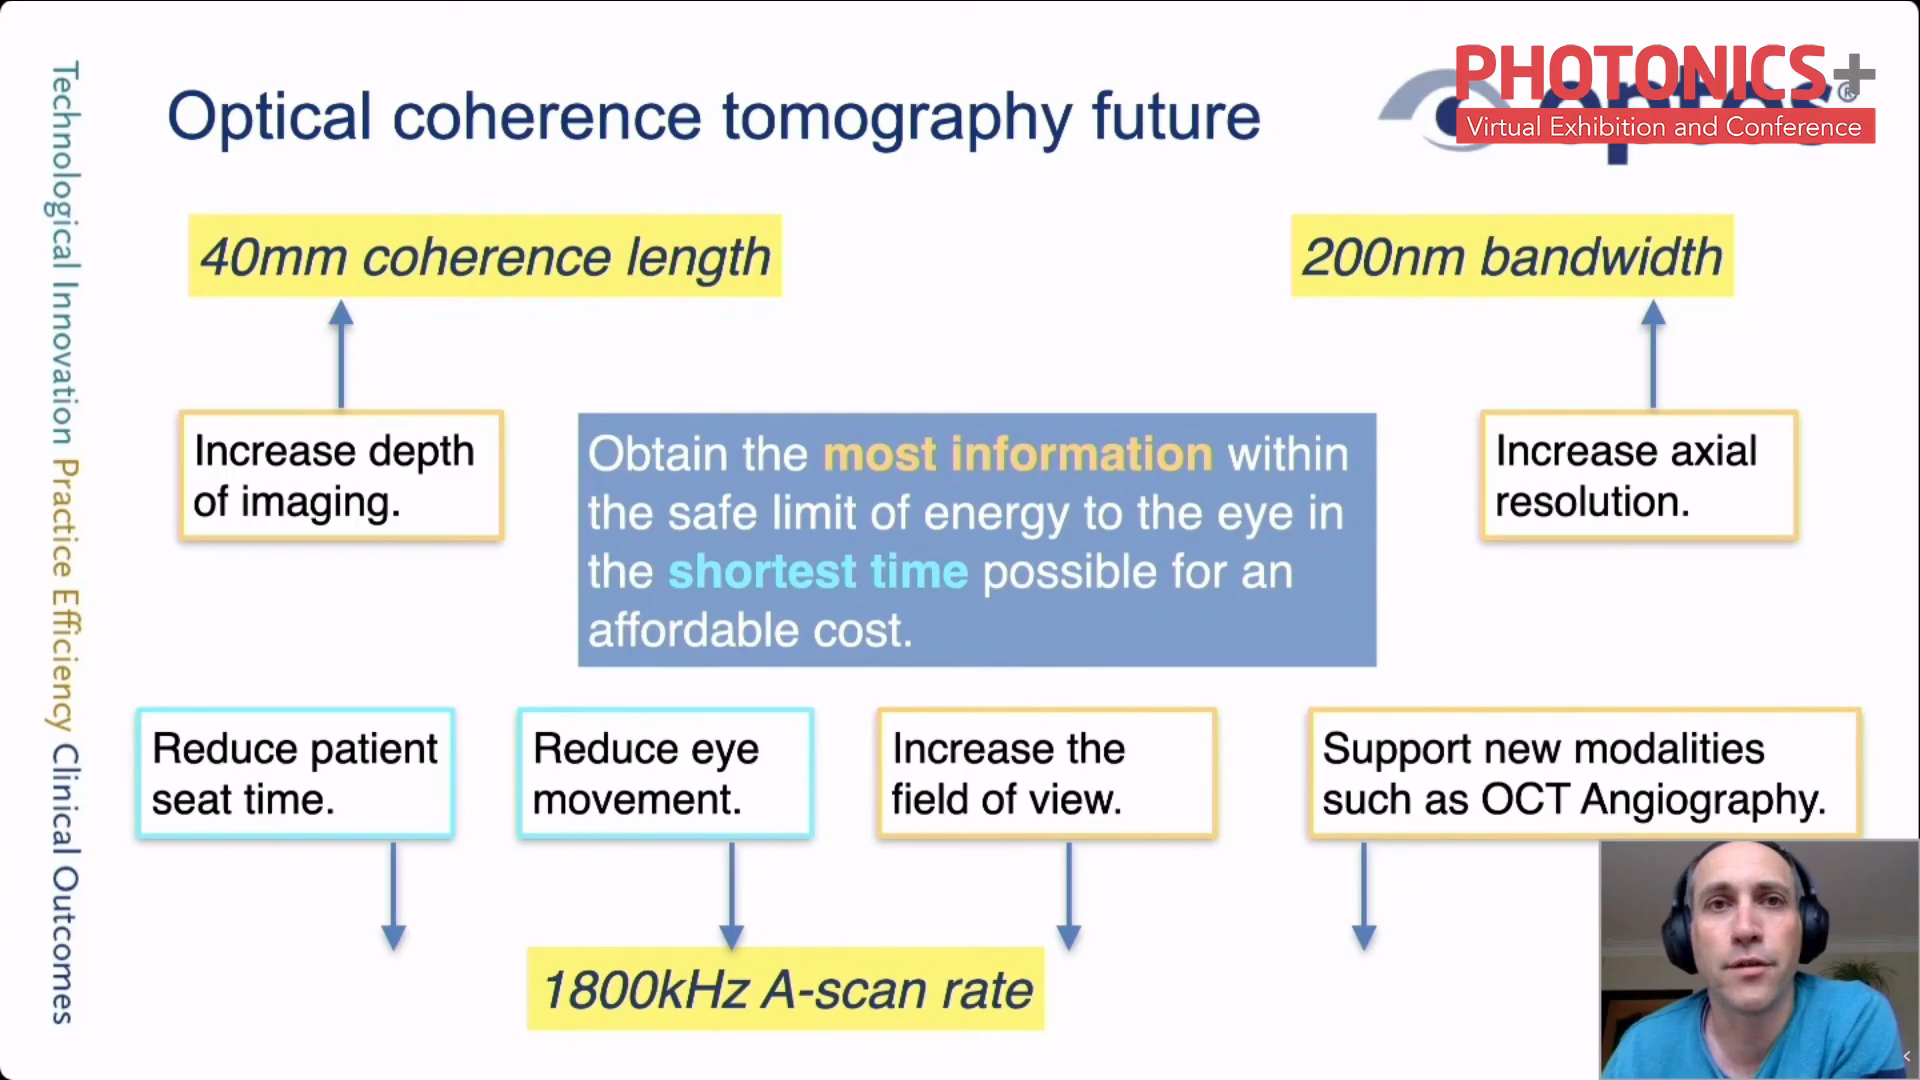 Technological Innovation Practice Efficiency Clinical Outcomes
Optical coherence tomography future
PHOTONICS+
optos®
Virtual Exhibition and Conference
40mm coherence length
200nm bandwidth
Increase depth
of imaging.
Obtain the most information within
the safe limit of energy to the eye in
the shortest time possible for an
affordable cost.
Increase axial
resolution.
Reduce patient
seat time.
Reduce eye
movement.
Increase the
field of view.
Support new modalities
such as OCT Angiography.
1800kHz A-scan rate